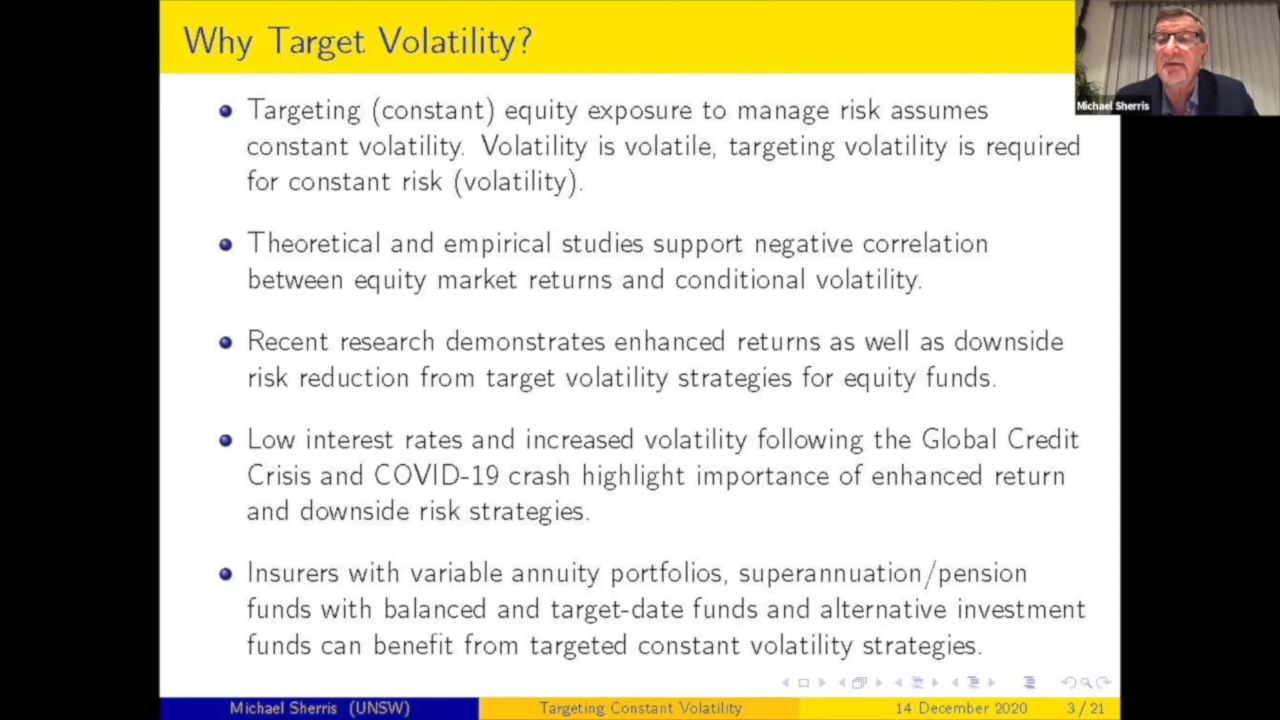 Why Target Volatility?
Michael Sherris
Targeting (constant) equity exposure to manage risk assumes
constant volatility. Volatility is volatile, targeting volatility is required
for constant risk (volatility).
Theoretical and empirical studies support negative correlation
between equity market returns and conditional volatility.
Recent research demonstrates enhanced returns as well as downside
risk reduction from target volatility strategies for equity funds.
Low interest rates and increased volatility following the Global Credit
Crisis and COVID-19 crash highlight importance of enhanced return
and downside risk strategies.
Insurers with variable annuity portfolios, superannuation/pension
funds with balanced and target-date funds and alternative investment
funds can benefit from targeted constant volatility strategies.
Michael Sherris (UNSW) Targeting Constant Volatility 14 December 2020 3 / 21